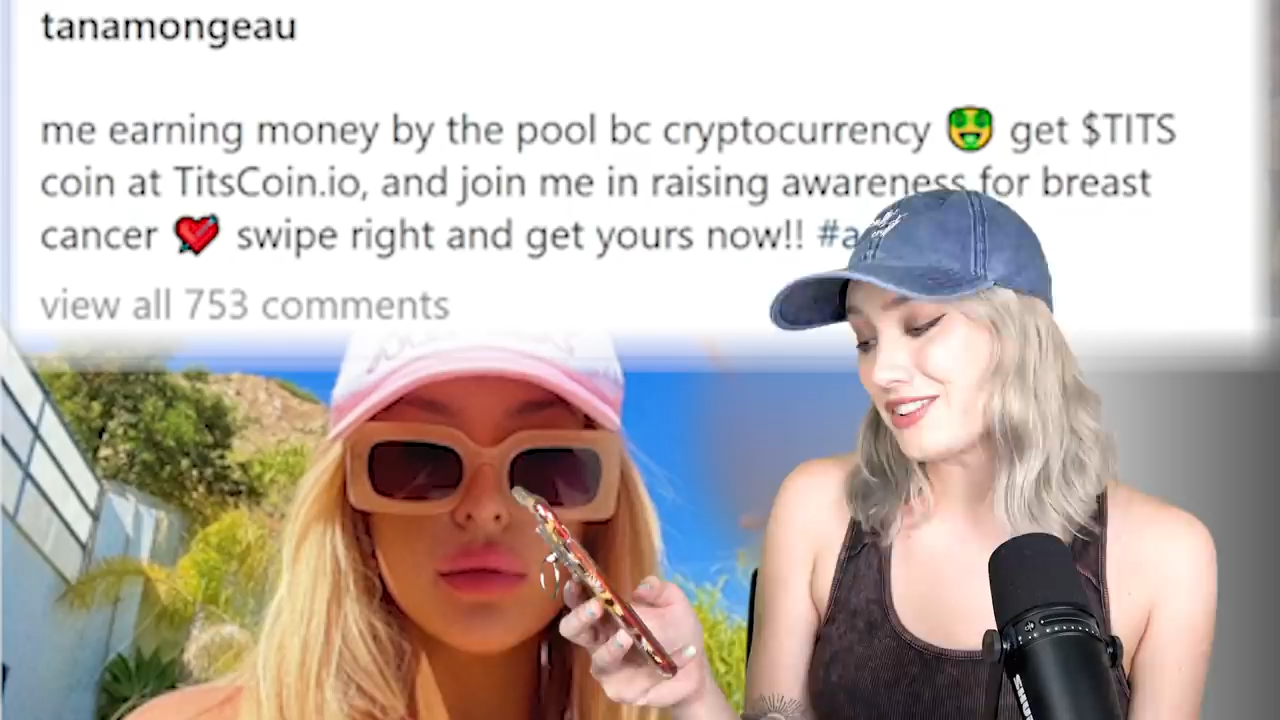 tanamongeau
me earning money by the pool bc cryptocurrency 🤑 get $TITS
coin at TitsCoin.io, and join me in raising awareness for breast
cancer 💘 swipe right and get yours now!! #a
view all 753 comments